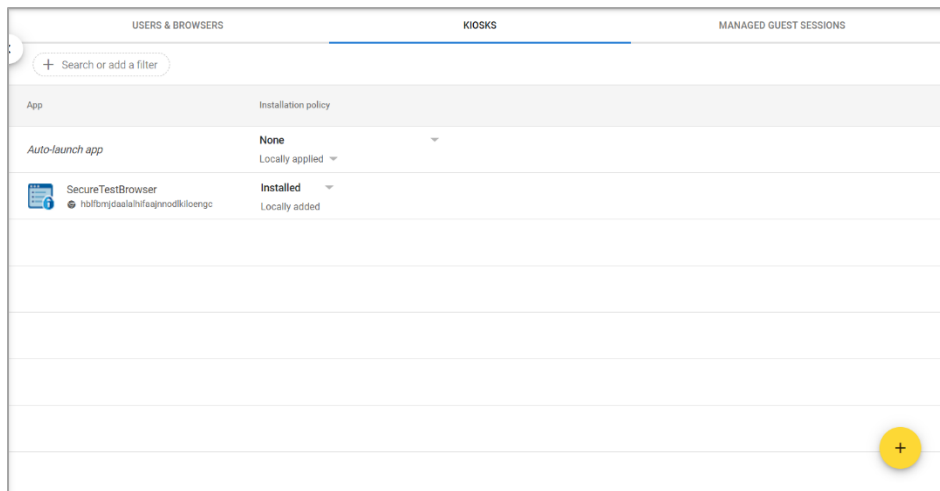 USERS & BROWSERS KIOSKS MANAGED GUEST SESSIONS
Search or add a filter
App Installation policy
Auto-launch app
None
Locally applied
SecureTestBrowser
hblfbmjdaalalhifaajnnodlkiloengc
Installed
Locally added